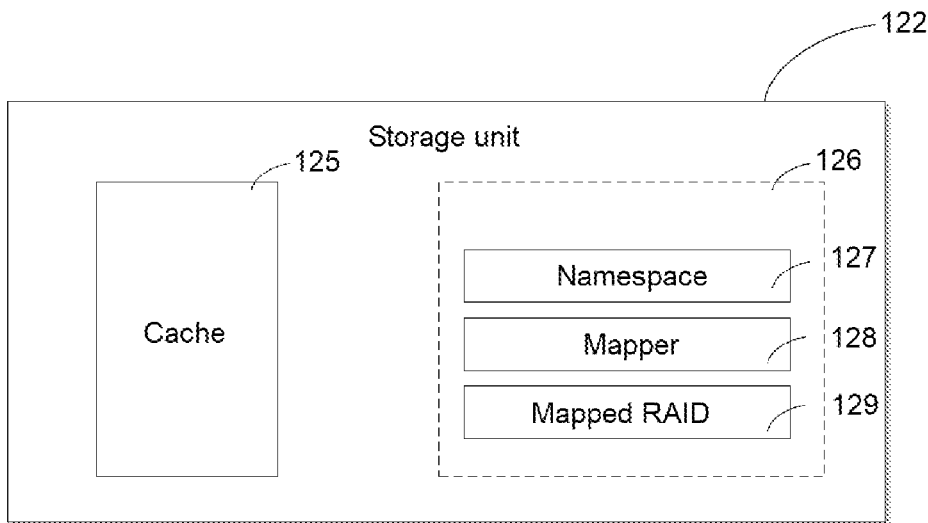 122
Storage unit
125
126
Namespace
127
Cache
Mapper
128
Mapped RAID
129